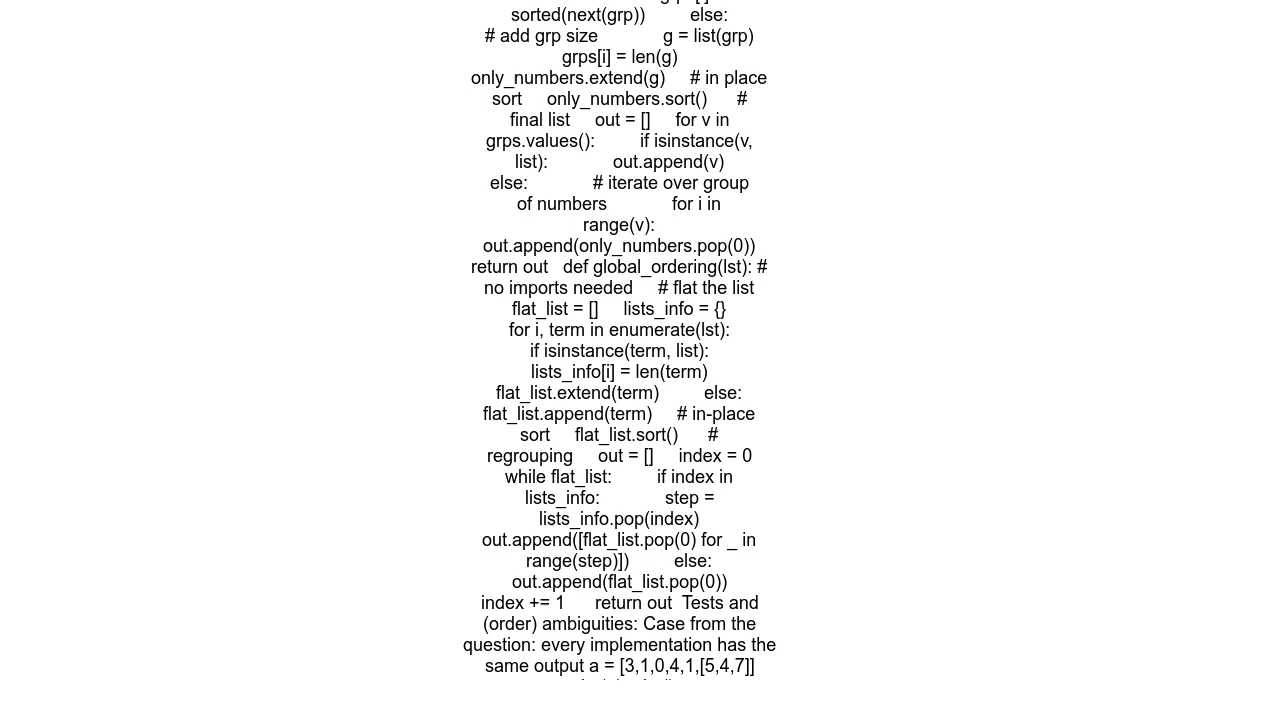 sorted(next(grp))         else:
# add grp size             g = list(grp)
grps[i] = len(g)
only_numbers.extend(g)     # in place
sort     only_numbers.sort()      #
final list     out = []     for v in
grps.values():         if isinstance(v,
list):             out.append(v)
else:             # iterate over group
of numbers             for i in
range(v):
out.append(only_numbers.pop(0))
return out   def global_ordering(lst): #
no imports needed     # flat the list
flat_list = []     lists_info = {}
for i, term in enumerate(lst):
if isinstance(term, list):
lists_info[i] = len(term)
flat_list.extend(term)         else:
flat_list.append(term)     # in-place
sort     flat_list.sort()      #
regrouping     out = []     index = 0
while flat_list:         if index in
lists_info:             step =
lists_info.pop(index)
out.append([flat_list.pop(0) for _ in
range(step)])         else:
out.append(flat_list.pop(0))
index += 1      return out  Tests and
(order) ambiguities: Case from the
question: every implementation has the
same output a = [3,1,0,4,1,[5,4,7]]